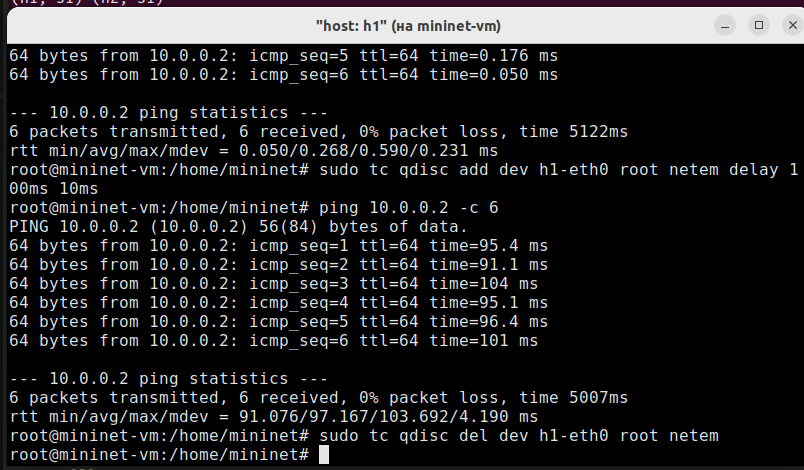 "host: h1" (на mininet-vm)
64 bytes from 10.0.0.2: icmp_seq=5 ttl=64 time=0.176 ms
64 bytes from 10.0.0.2: icmp_seq=6 ttl=64 time=0.050 ms
--- 10.0.0.2 ping statistics ---
6 packets transmitted, 6 received, 0% packet loss, time 5122ms
rtt min/avg/max/mdev = 0.050/0.268/0.590/0.231 ms
root@mininet-vm:/home/mininet# sudo tc qdisc add dev h1-eth0 root netem delay 1
00ms 10ms
root@mininet-vm:/home/mininet# ping 10.0.0.2 -c 6
PING 10.0.0.2 (10.0.0.2) 56(84) bytes of data.
64 bytes from 10.0.0.2: icmp_seq=1 ttl=64 time=95.4 ms
64 bytes from 10.0.0.2: icmp_seq=2 ttl=64 time=91.1 ms
64 bytes from 10.0.0.2: icmp_seq=3 ttl=64 time=104 ms
64 bytes from 10.0.0.2: icmp_seq=4 ttl=64 time=95.1 ms
64 bytes from 10.0.0.2: icmp_seq=5 ttl=64 time=96.4 ms
64 bytes from 10.0.0.2: icmp_seq=6 ttl=64 time=101 ms
--- 10.0.0.2 ping statistics ---
6 packets transmitted, 6 received, 0% packet loss, time 5007ms
rtt min/avg/max/mdev = 91.076/97.167/103.692/4.190 ms
root@mininet-vm:/home/mininet# sudo tc qdisc del dev h1-eth0 root netem
root@mininet-vm:/home/mininet#